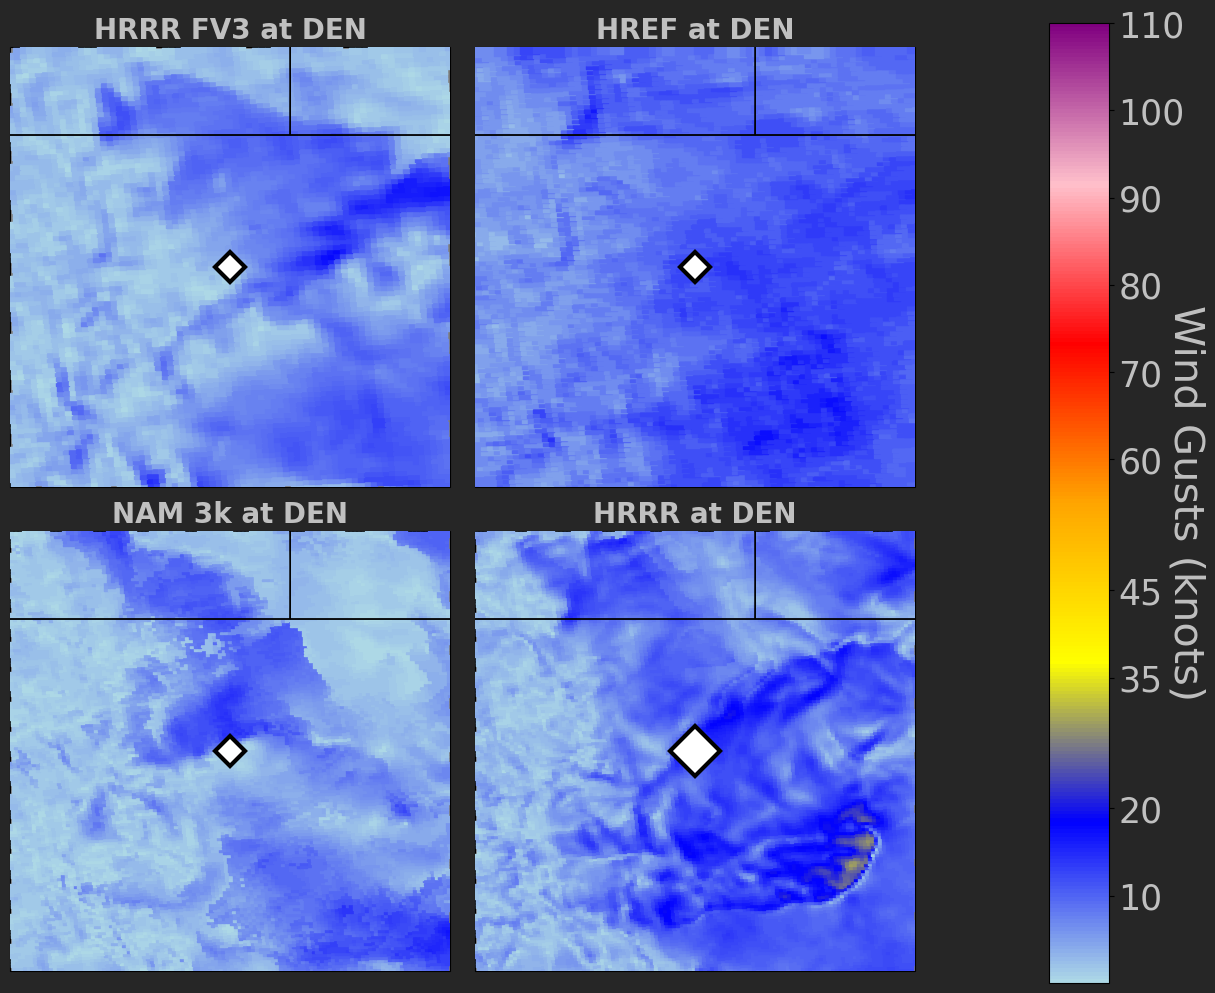 HRRR FV3 at DEN
HREF at DEN
NAM 3k at DEN
HRRR at DEN
110
100
90
80
70
60
45
35
20
10
Wind Gusts (knots)